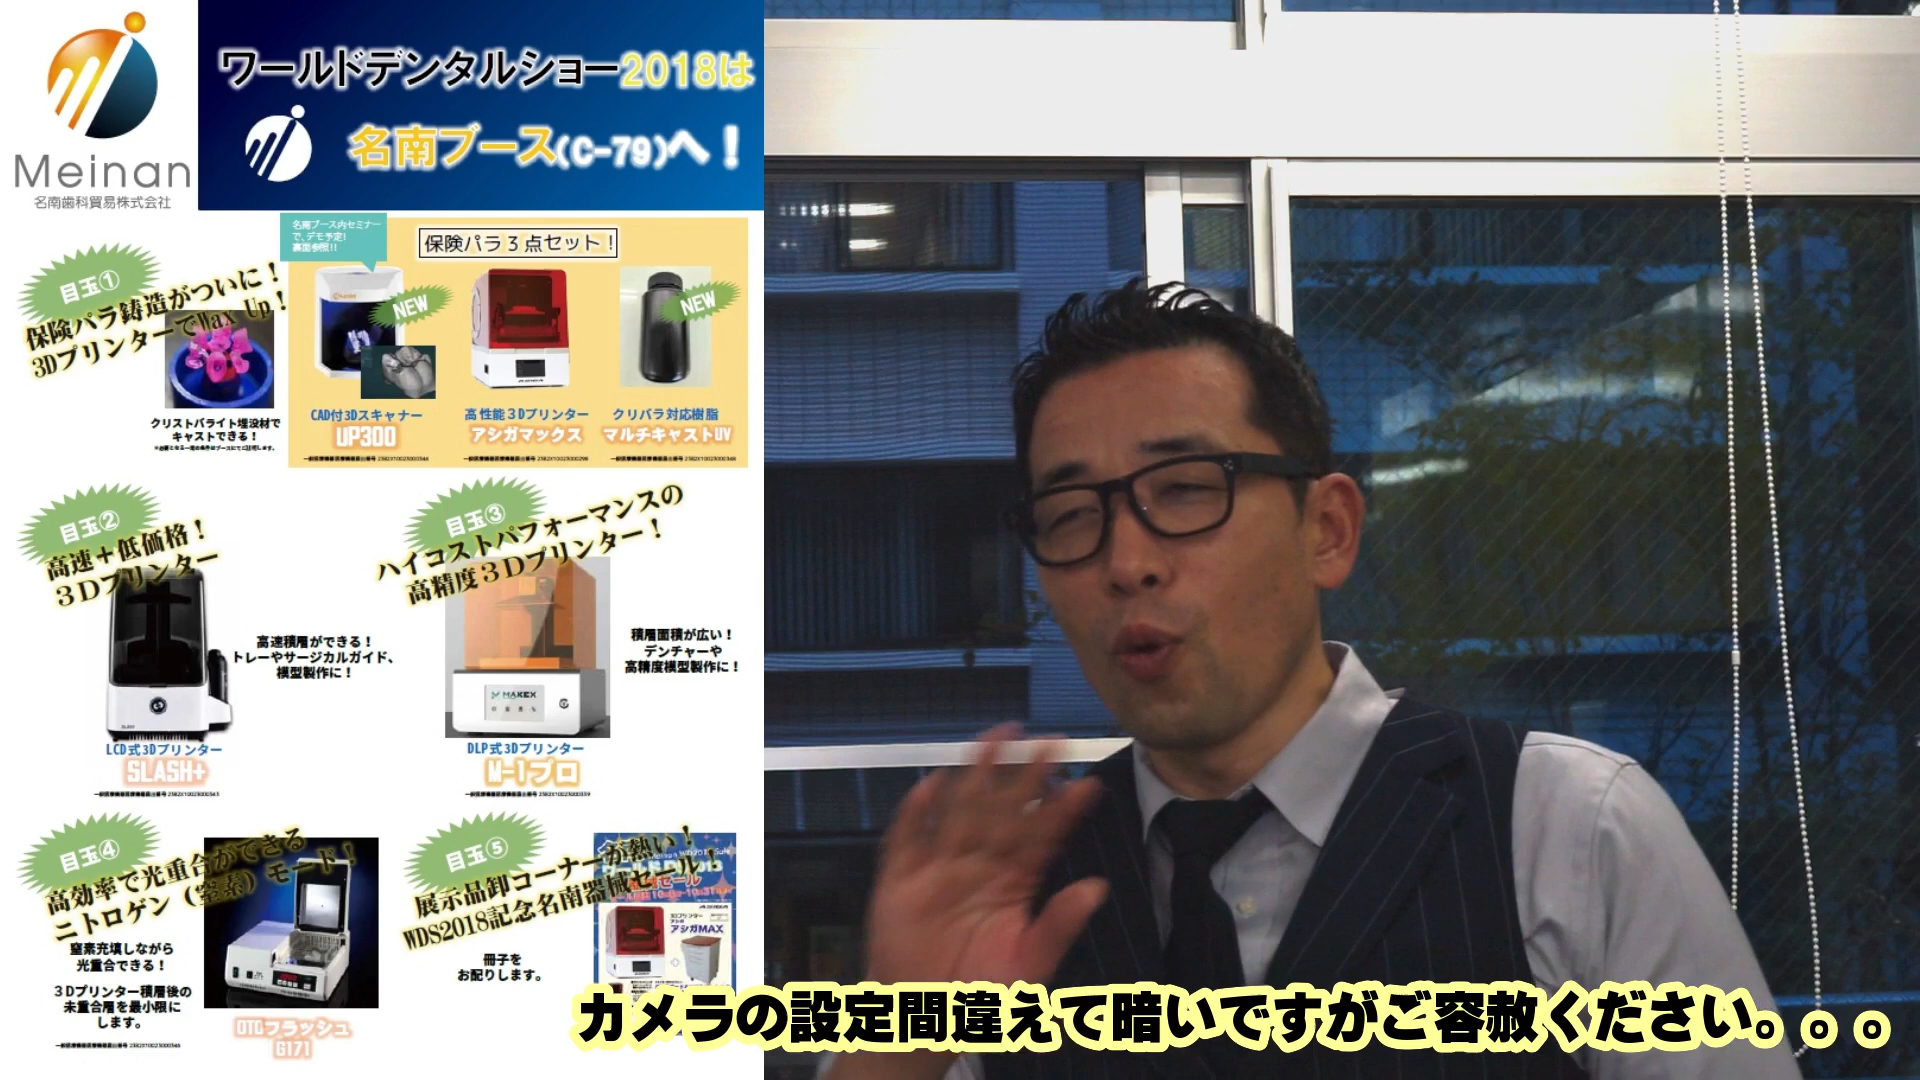 Meinan
名南歯科貿易株式会社
ワールドデンタルショー2018は
名南ブース(C-79)へ！
目玉①
保険パラ鋳造がついに！
3DプリンターでWax Up！
クリストバライト埋没材で
キャストできる！
名南ブース内セミナー
で、デモ予定!
裏面参照!!
保険パラ３点セット！
NEW
NEW
CAD付3Dスキャナー
UP300
高性能３Dプリンター
アシガマックス
クリパラ対応樹脂
マルチキャストUV
目玉②
高速＋低価格！
３Dプリンター
高速積層ができる！
トレーやサージカルガイド、
模型製作に！
LCD式3Dプリンター
SLASH+
目玉③
ハイコストパフォーマンスの
高精度３Dプリンター！
MAKEX
積層面積が広い！
デンチャーや
高精度模型製作に！
DLP式3Dプリンター
M-1プロ
目玉④
高効率で光重合ができる
ニトロゲン（窒素）モード！
窒素充填しながら
光重合できる！
３Dプリンター積層後の
未重合層を最小限に
します。
OTOフラッシュ
G171
目玉⑤
展示品卸コーナーが熱い！
WDS2018記念名南器械セール！
冊子を
お配りします。
3Dプリンター
アシガ
アシガMAX
カメラの設定間違えて暗いですがご容赦ください。。。